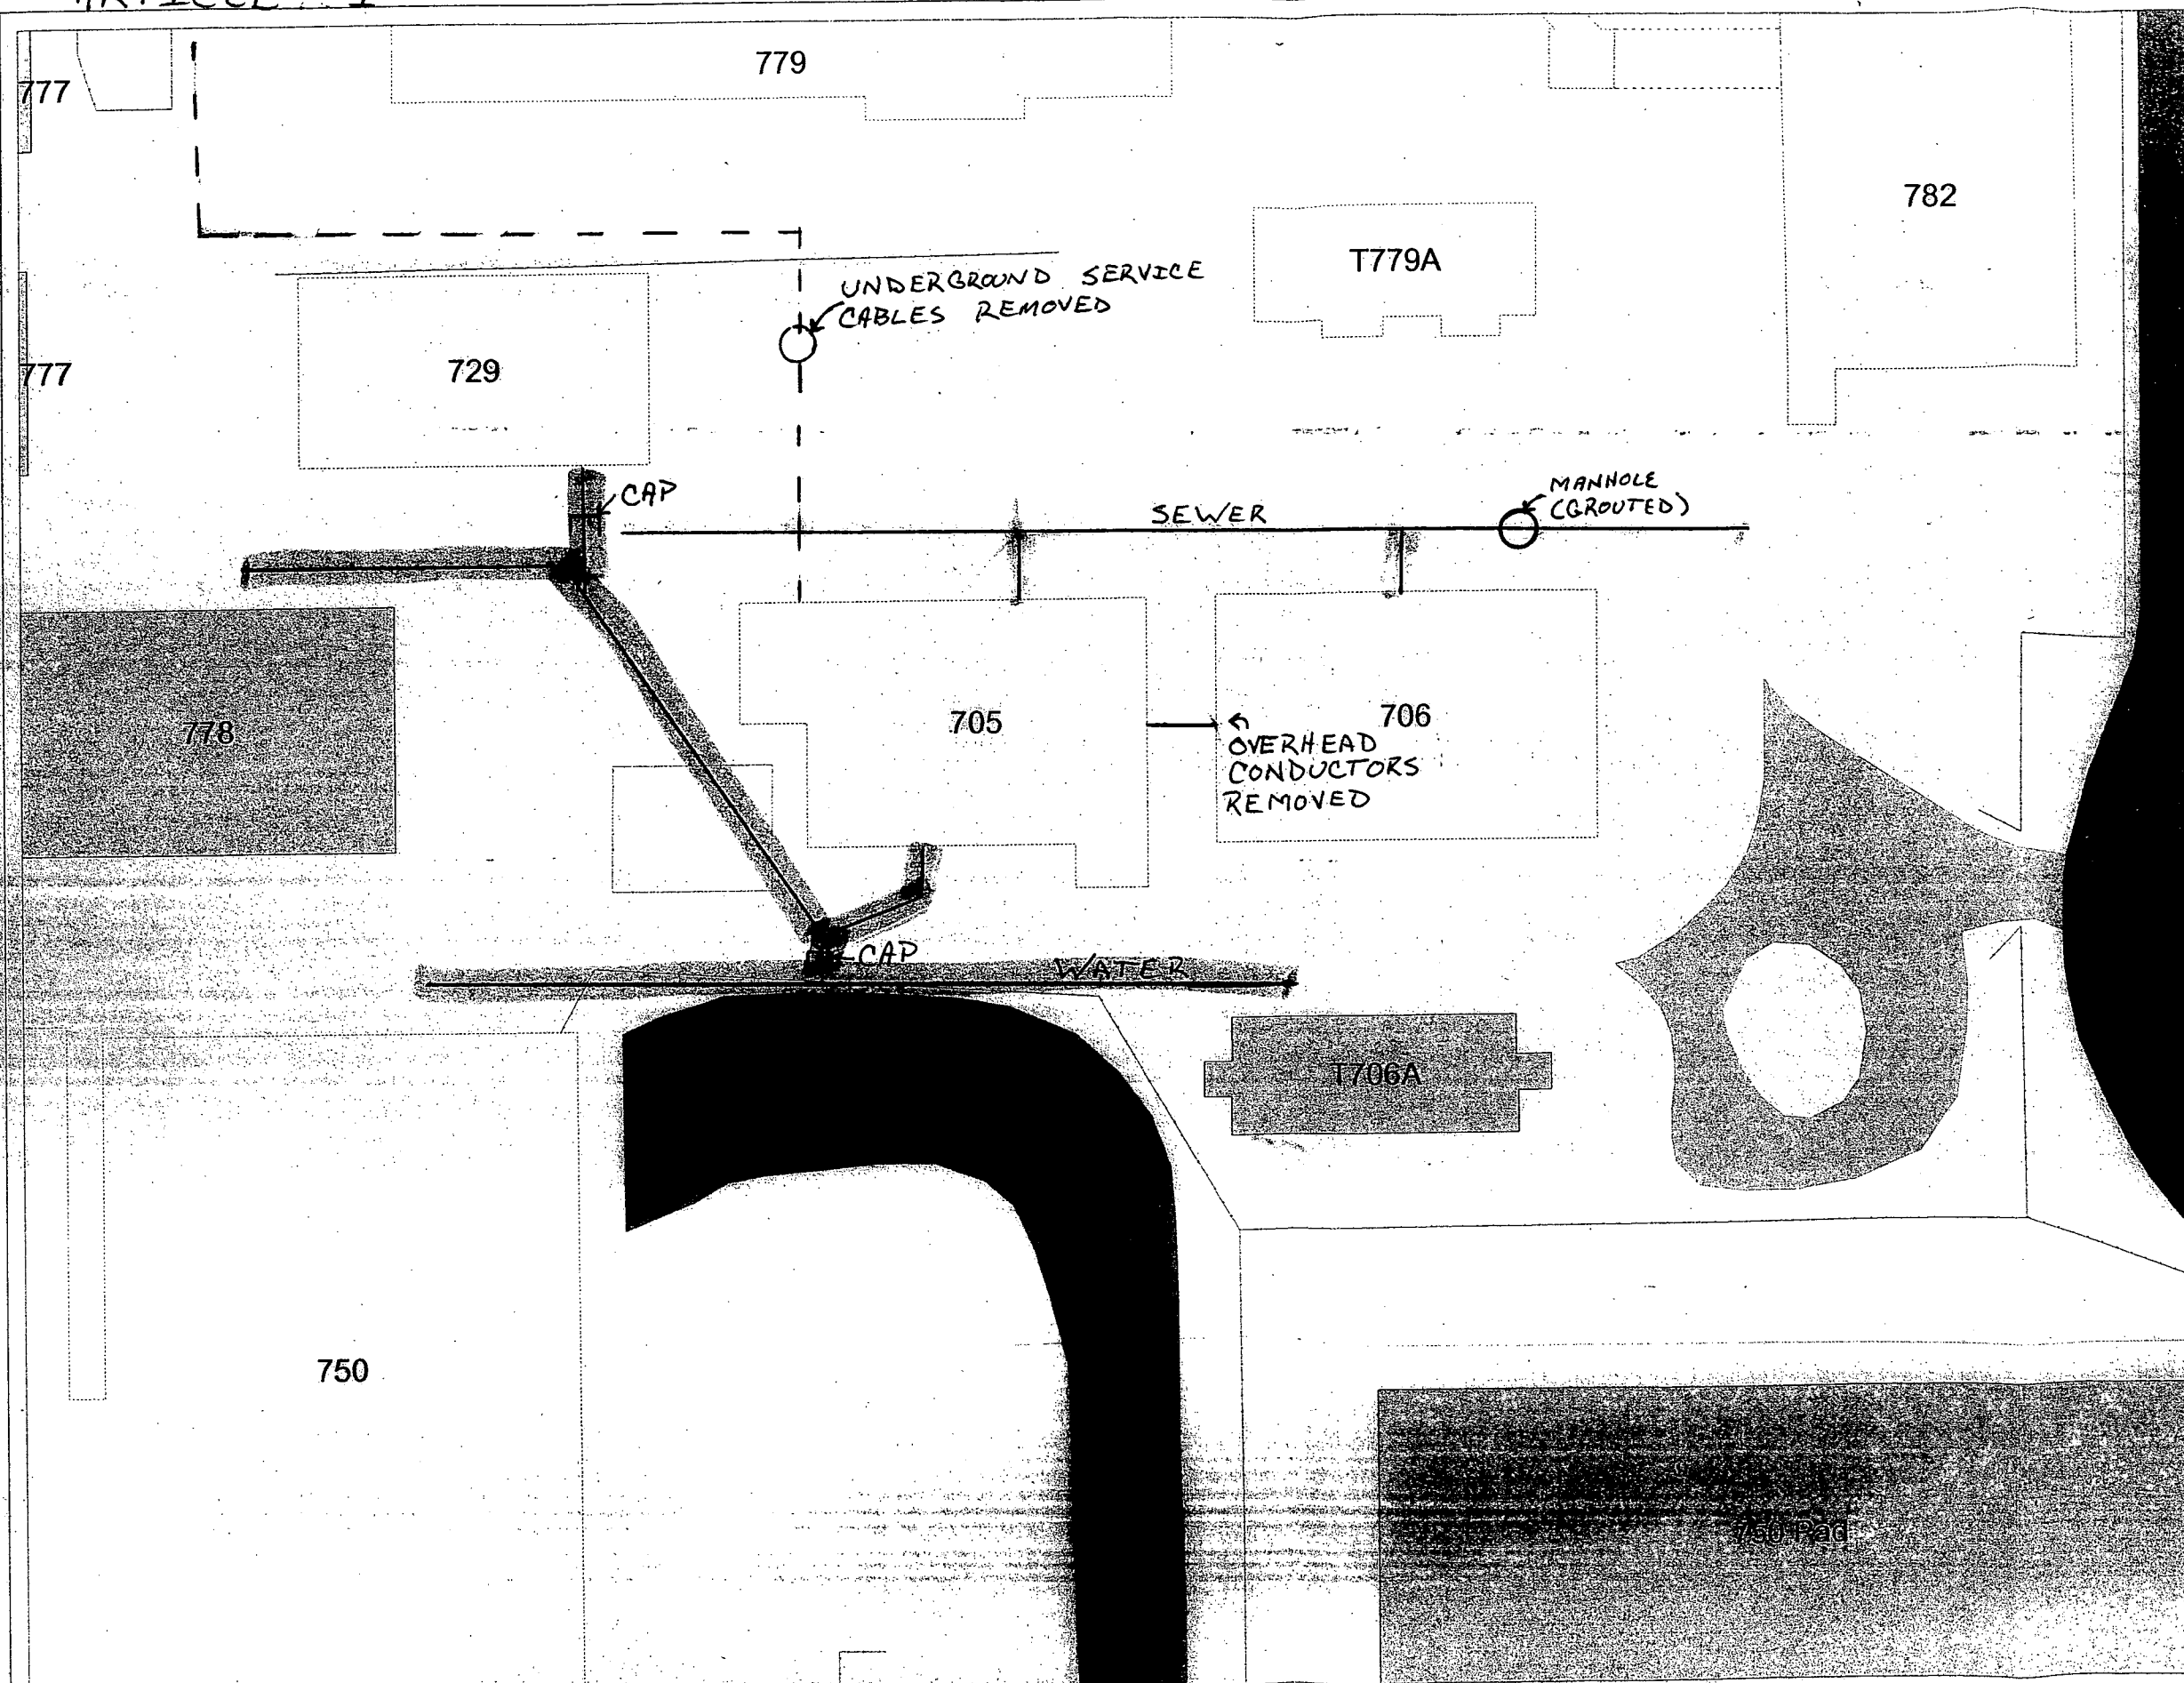 779
777
782
T779A
UNDERGROUND SERVICE
CABLES REMOVED
729
777
CAP
SEWER
MANHOLE
(GROUTED)
778
705
706
OVERHEAD
CONDUCTORS
REMOVED
CAP
WATER
T706A
750
750 Pad